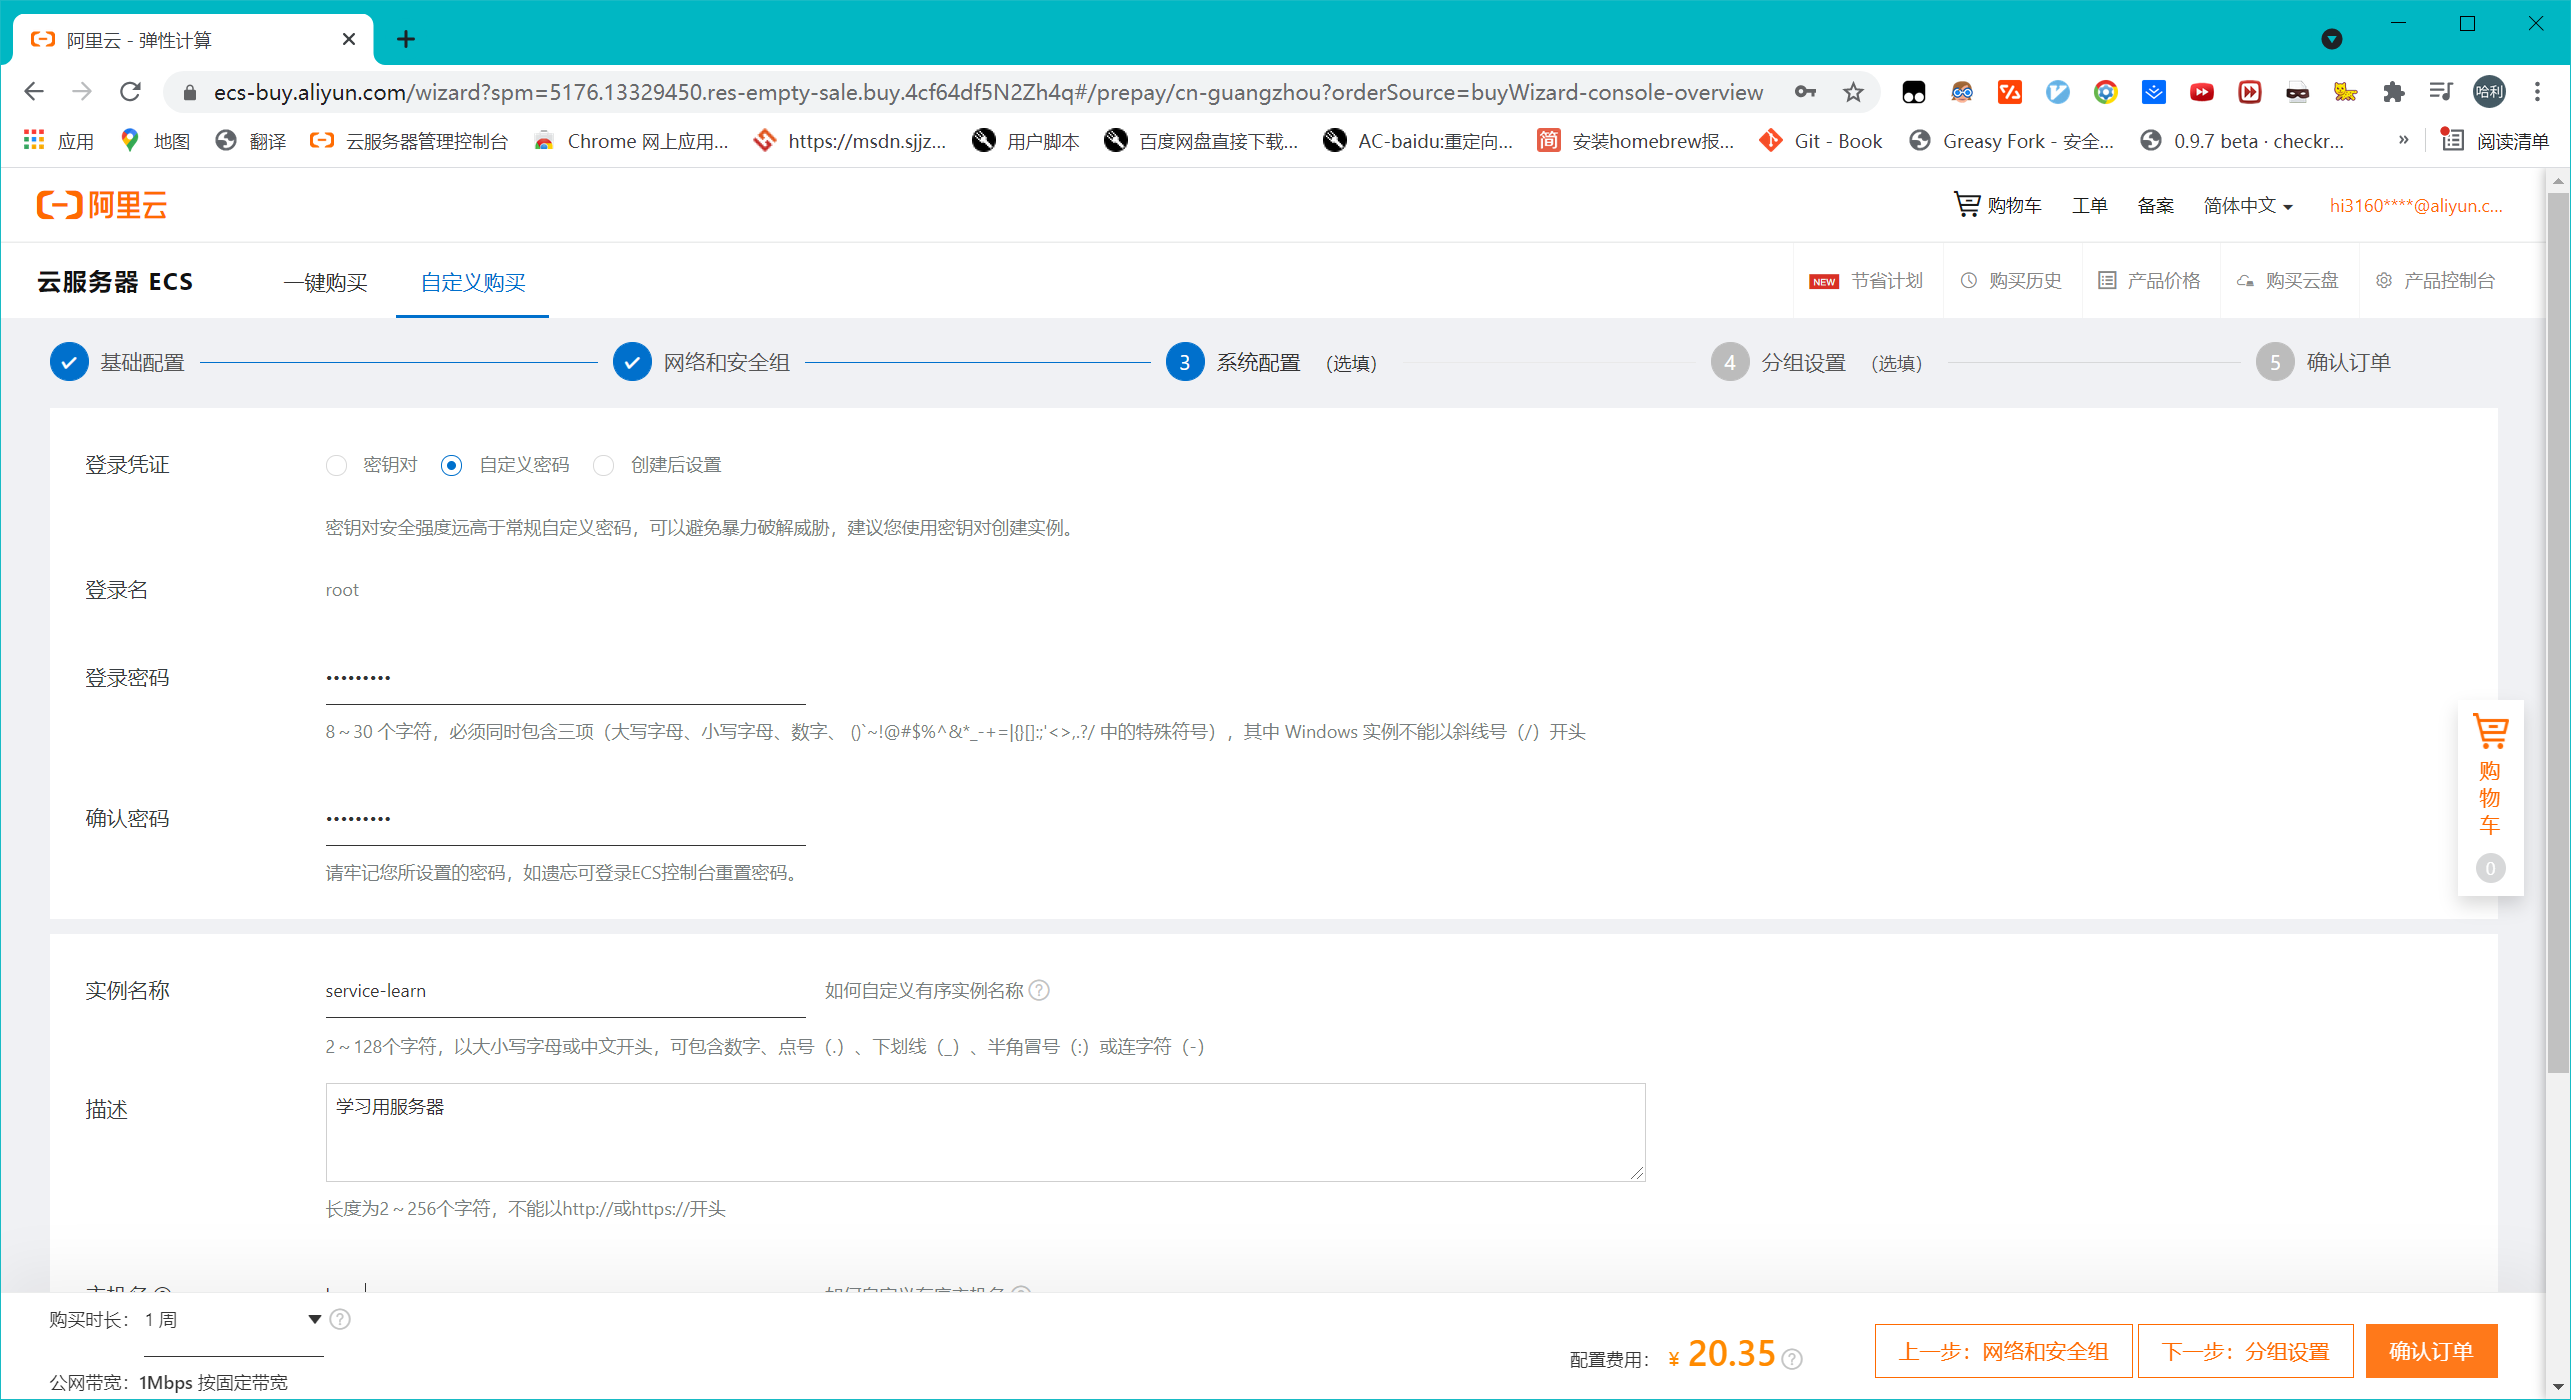 阿里云 - 弹性计算
ecs-buy.aliyun.com/wizard?spm=5176.13329450.res-empty-sale.buy.4cf64df5N2Zh4q#/prepay/cn-guangzhou?orderSource=buyWizard-console-overview 哈利
应用 地图 翻译 云服务器管理控制台 Chrome 网上应用... https://msdn.sjjz... 用户脚本 百度网盘直接下载... AC-baidu:重定向... 简 安装homebrew报... Git - Book Greasy Fork - 安全... 0.9.7 beta · checkr... » 阅读清单
阿里云 购物车 工单 备案 简体中文 hi3160****@aliyun.c...
云服务器 ECS 一键购买 自定义购买 NEW 节省计划 购买历史 产品价格 购买云盘 产品控制台
基础配置 网络和安全组 3 系统配置 （选填） 4 分组设置 （选填） 5 确认订单
登录凭证 密钥对 自定义密码 创建后设置
密钥对安全强度远高于常规自定义密码，可以避免暴力破解威胁，建议您使用密钥对创建实例。
登录名 root
登录密码 •••••••••
8 ~ 30 个字符，必须同时包含三项（大写字母、小写字母、数字、 ()`~!@#$%^&*_-+=|{}[]:;'<>,.?/ 中的特殊符号），其中 Windows 实例不能以斜线号（/）开头
确认密码 •••••••••
请牢记您所设置的密码，如遗忘可登录ECS控制台重置密码。
购物车
0
实例名称 service-learn 如何自定义有序实例名称 ?
2 ~ 128个字符，以大小写字母或中文开头，可包含数字、点号（.）、下划线（_）、半角冒号（:）或连字符（-）
描述 学习用服务器
长度为2 ~ 256个字符，不能以http://或https://开头
购买时长： 1 周 ?
配置费用： ¥ 20.35 ? 上一步：网络和安全组 下一步：分组设置 确认订单
公网带宽： 1Mbps 按固定带宽